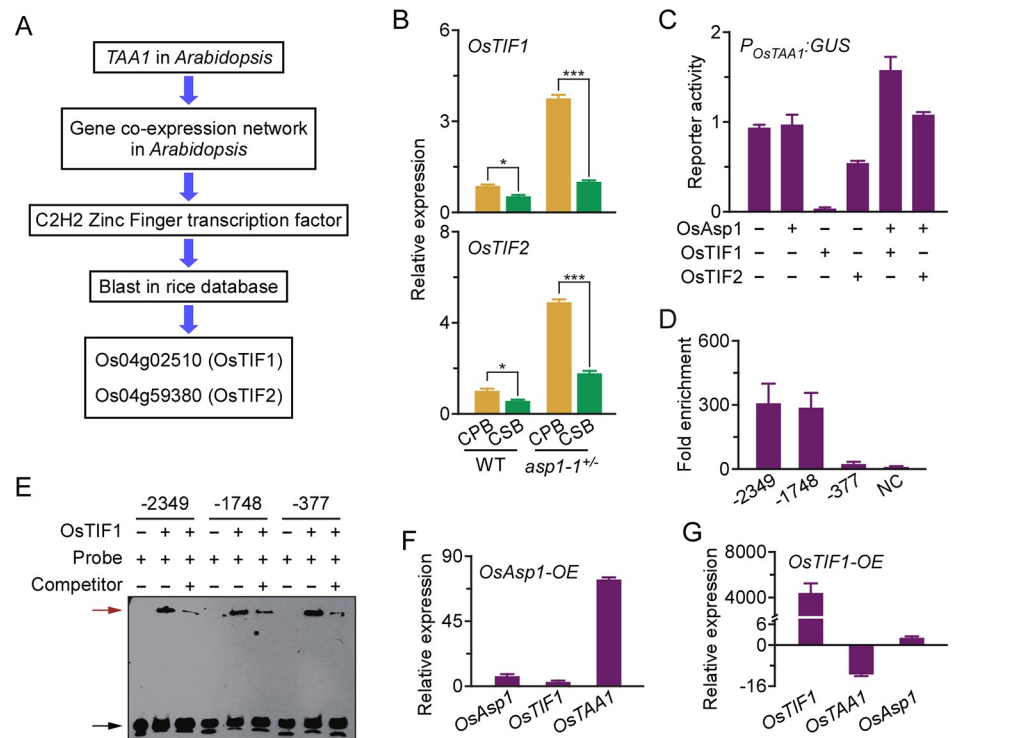 A
TAA1 in Arabidopsis
Gene co-expression network
in Arabidopsis
C2H2 Zinc Finger transcription factor
Blast in rice database
Os04g02510 (OsTIF1)
Os04g59380 (OsTIF2)
B
Relative expression
6
3
0
OsTIF1
*
***
8
4
0
OsTIF2
*
***
CPB CSB CPB CSB
WT asp1-1+/-
C
Reporter activity
2
1
0
POsTAA1:GUS
OsAsp1 – + – – + +
OsTIF1 – – + – + –
OsTIF2 – – – + – +
D
Fold enrichment
600
300
0
-2349 -1748 -377 NC
E
-2349 -1748 -377
OsTIF1 – + + – + + – + +
Probe + + + + + + + + +
Competitor – – + – – + – – +
F
Relative expression
90
45
0
OsAsp1-OE
OsAsp1 OsTIF1 OsTAA1
G
Relative expression
8000
4000
6
0
-16
OsTIF1-OE
OsTIF1 OsTAA1 OsAsp1